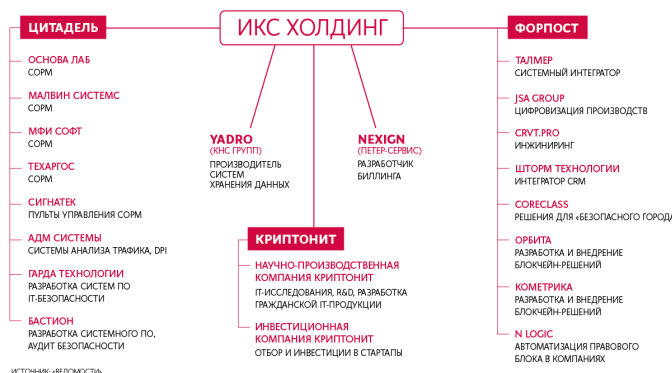 ИКС ХОЛДИНГ
ЦИТАДЕЛЬ
ОСНОВА ЛАБ
СОРМ
МАЛВИН СИСТЕМС
СОРМ
МФИ СОФТ
СОРМ
ТЕХАРГОС
СОРМ
СИГНАТЕК
ПУЛЬТЫ УПРАВЛЕНИЯ СОРМ
АДМ СИСТЕМЫ
СИСТЕМЫ АНАЛИЗА ТРАФИКА, DPI
ГАРДА ТЕХНОЛОГИИ
РАЗРАБОТКА СИСТЕМ ПО
IT-БЕЗОПАСНОСТИ
БАСТИОН
РАЗРАБОТКА СИСТЕМНОГО ПО,
АУДИТ БЕЗОПАСНОСТИ
YADRO
(КНС ГРУПП)
ПРОИЗВОДИТЕЛЬ
СИСТЕМ
ХРАНЕНИЯ ДАННЫХ
NEXIGN
(ПЕТЕР-СЕРВИС)
РАЗРАБОТЧИК
БИЛЛИНГА
КРИПТОНИТ
НАУЧНО-ПРОИЗВОДСТВЕННАЯ
КОМПАНИЯ КРИПТОНИТ
IT-ИССЛЕДОВАНИЯ, R&D, РАЗРАБОТКА
ГРАЖДАНСКОЙ IT-ПРОДУКЦИИ
ИНВЕСТИЦИОННАЯ
КОМПАНИЯ КРИПТОНИТ
ОТБОР И ИНВЕСТИЦИИ В СТАРТАПЫ
ФОРПОСТ
ТАЛМЕР
СИСТЕМНЫЙ ИНТЕГРАТОР
JSA GROUP
ЦИФРОВИЗАЦИЯ ПРОИЗВОДСТВ
CRVT.PRO
ИНЖИНИРИНГ
ШТОРМ ТЕХНОЛОГИИ
ИНТЕГРАТОР CRM
CORECLASS
РЕШЕНИЯ ДЛЯ «БЕЗОПАСНОГО ГОРОДА
ОРБИТА
РАЗРАБОТКА И ВНЕДРЕНИЕ
БЛОКЧЕЙН-РЕШЕНИЙ
КОМЕТРИКА
РАЗРАБОТКА И ВНЕДРЕНИЕ
БЛОКЧЕЙН-РЕШЕНИЙ
N LOGIC
АВТОМАТИЗАЦИЯ ПРАВОВОГО
БЛОКА В КОМПАНИЯХ
ИСТОЧНИК: «ВЕДОМОСТИ»